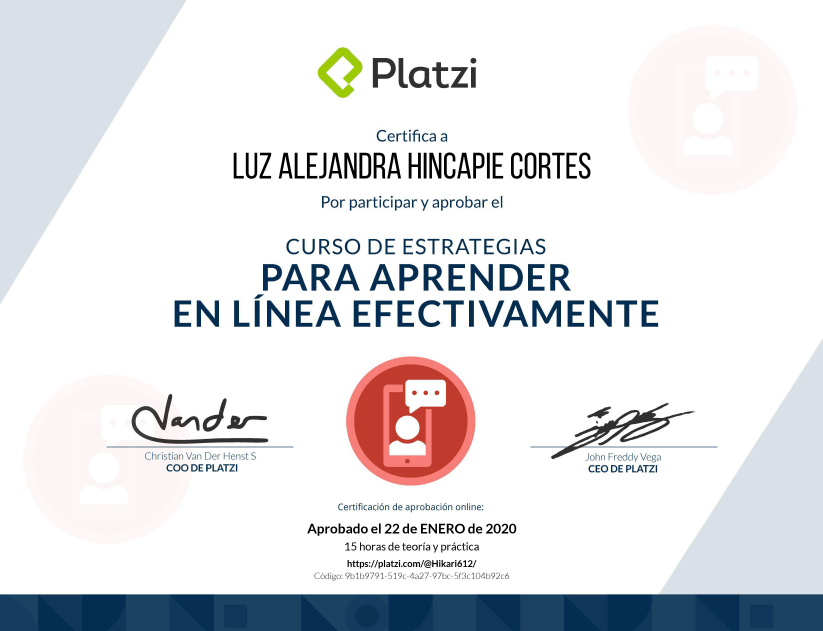 Platzi
Certifica a
LUZ ALEJANDRA HINCAPIE CORTES
Por participar y aprobar el
CURSO DE ESTRATEGIAS
PARA APRENDER
EN LÍNEA EFECTIVAMENTE
Christian Van Der Henst S
COO DE PLATZI
John Freddy Vega
CEO DE PLATZI
Certificación de aprobación online:
Aprobado el 22 de ENERO de 2020
15 horas de teoría y práctica
https://platzi.com/@Hikari612/
Código: 9b1b9791-519c-4a27-97bc-5f3c104b92c6